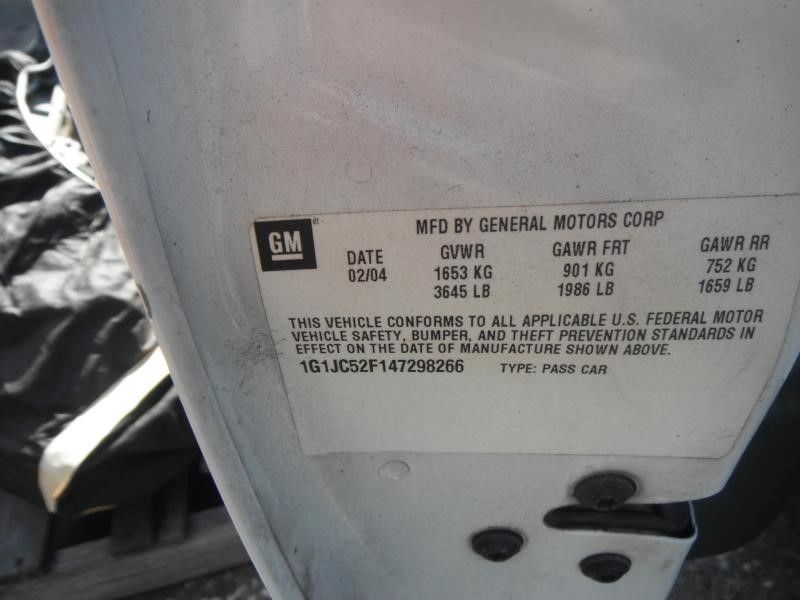 GM
MFD BY GENERAL MOTORS CORP
DATE GVWR GAWR FRT GAWR RR
02/04 1653 KG 901 KG 752 KG
3645 LB 1986 LB 1659 LB
THIS VEHICLE CONFORMS TO ALL APPLICABLE U.S. FEDERAL MOTOR
VEHICLE SAFETY, BUMPER, AND THEFT PREVENTION STANDARDS IN
EFFECT ON THE DATE OF MANUFACTURE SHOWN ABOVE.
1G1JC52F147298266 TYPE: PASS CAR